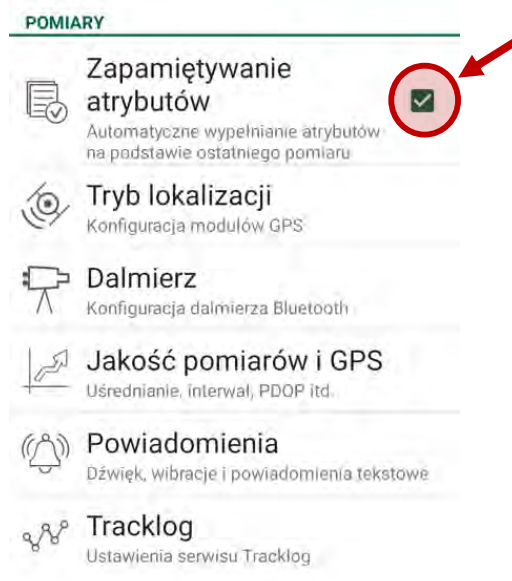 POMIARY
Zapamiętywanie
atrybutów
Automatyczne wypełnianie atrybutów
na podstawie ostatniego pomiaru
Tryb lokalizacji
Konfiguracja modułów GPS
Dalmierz
Konfiguracja dalmierza Bluetooth
Jakość pomiarów i GPS
Uśrednianie, interwał, PDOP itd.
Powiadomienia
Dźwięk, wibracje i powiadomienia tekstowe
Tracklog
Ustawienia serwisu Tracklog